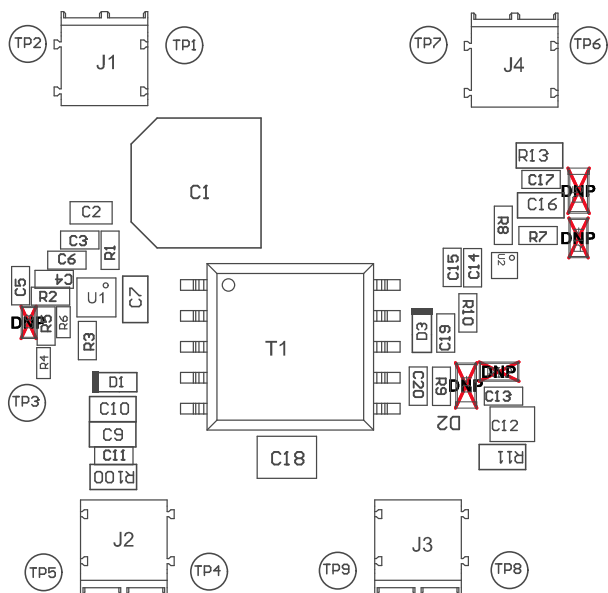 TP2
J1
TP1
TP7
J4
TP6
R13
C17
DNP
C16
C1
C2
R8
R7
DNP
C3
R1
C6
C15
C14
U2
C4
C5
R2
U1
C7
R10
DNP
R5
R6
R3
T1
D3
C19
R4
D1
C20
R9
DNP
DNP
TP3
C10
C13
D2
C12
C9
C11
C18
R11
R100
J2
J3
TP5
TP4
TP9
TP8